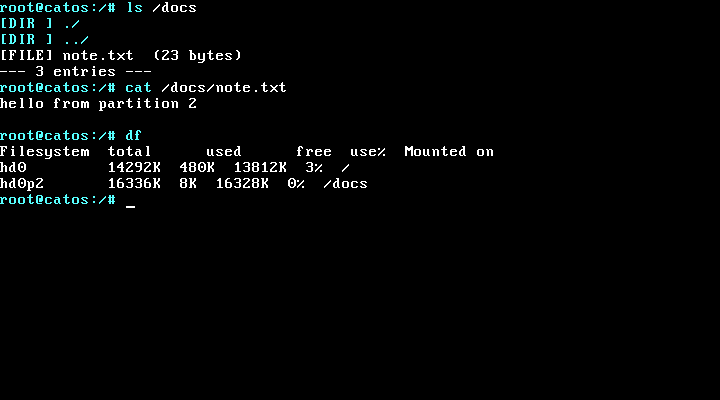 root@catos:/# ls /docs
[DIR ] ./
[DIR ] ../
[FILE] note.txt  (23 bytes)
--- 3 entries ---
root@catos:/# cat /docs/note.txt
hello from partition 2
root@catos:/# df
Filesystem  total      used      free  use%  Mounted on
hd0         14292K  480K  13812K  3%  /
hd0p2       16336K  8K  16328K  0%  /docs
root@catos:/# _